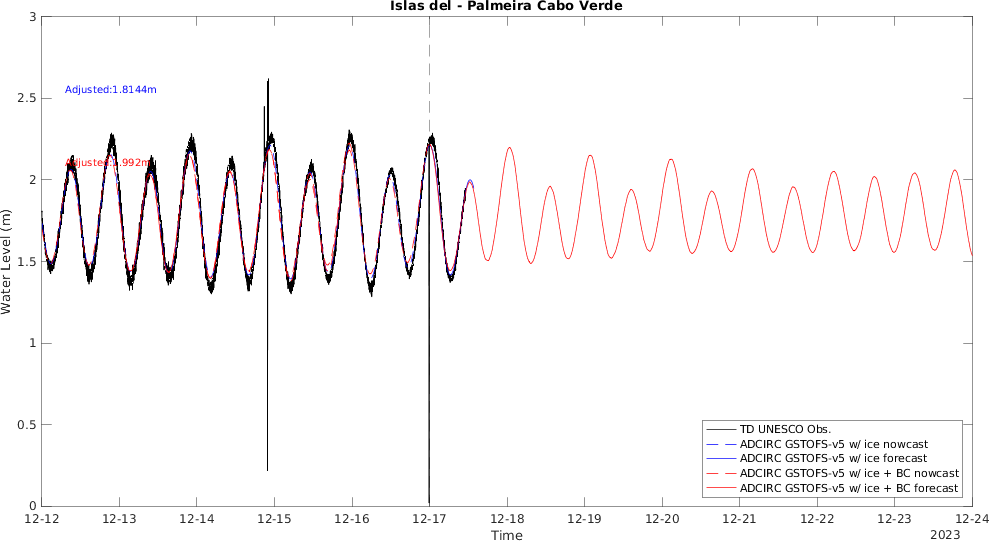 Islas del - Palmeira Cabo Verde
3
2.5
2
1.5
1
0.5
0
Water Level (m)
Adjusted:1.8144m
TD UNESCO Obs.
ADCIRC GSTOFS-v5 w/ ice nowcast
ADCIRC GSTOFS-v5 w/ ice forecast
ADCIRC GSTOFS-v5 w/ ice + BC nowcast
ADCIRC GSTOFS-v5 w/ ice + BC forecast
12-12 12-13 12-14 12-15 12-16 12-17 12-18 12-19 12-20 12-21 12-22 12-23 12-24
Time
2023